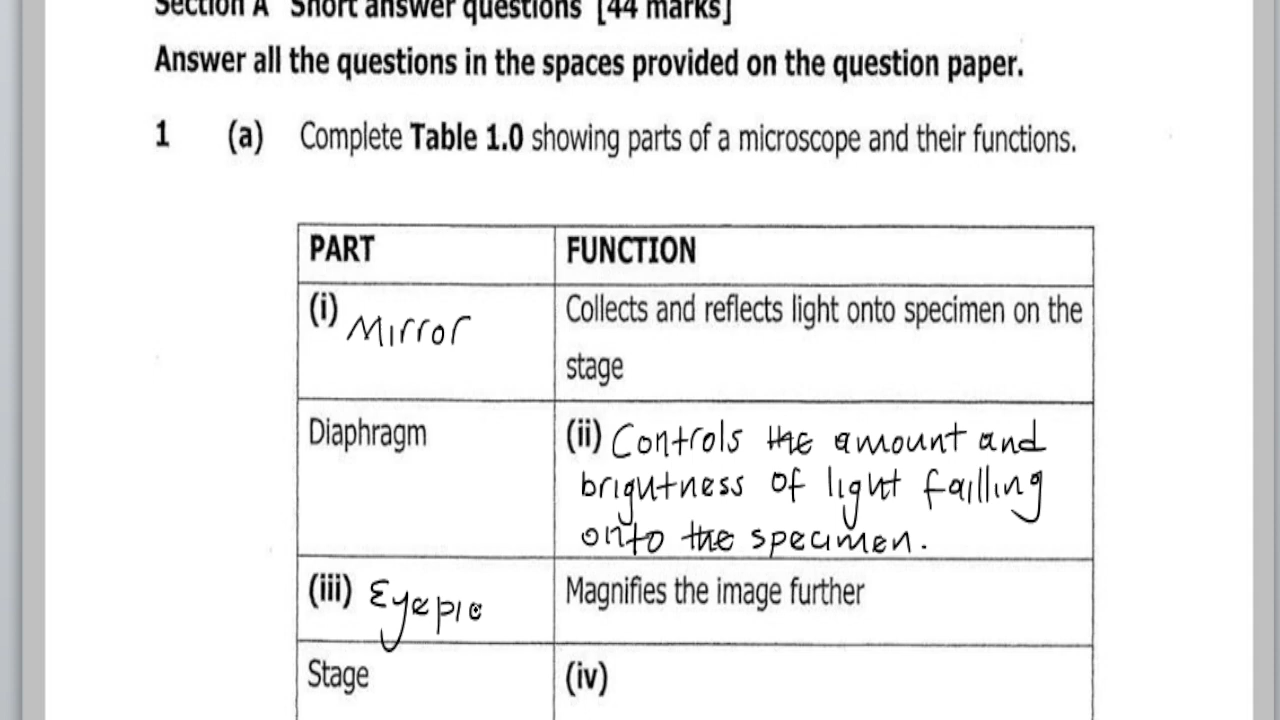 Section A Short answer questions [44 marks]
Answer all the questions in the spaces provided on the question paper.
1 (a) Complete Table 1.0 showing parts of a microscope and their functions.
PART FUNCTION
(i) Mirror Collects and reflects light onto specimen on the
stage
Diaphragm (ii) Controls the amount and
brightness of light failling
onto the specimen.
(iii) Eyepie Magnifies the image further
Stage (iv)